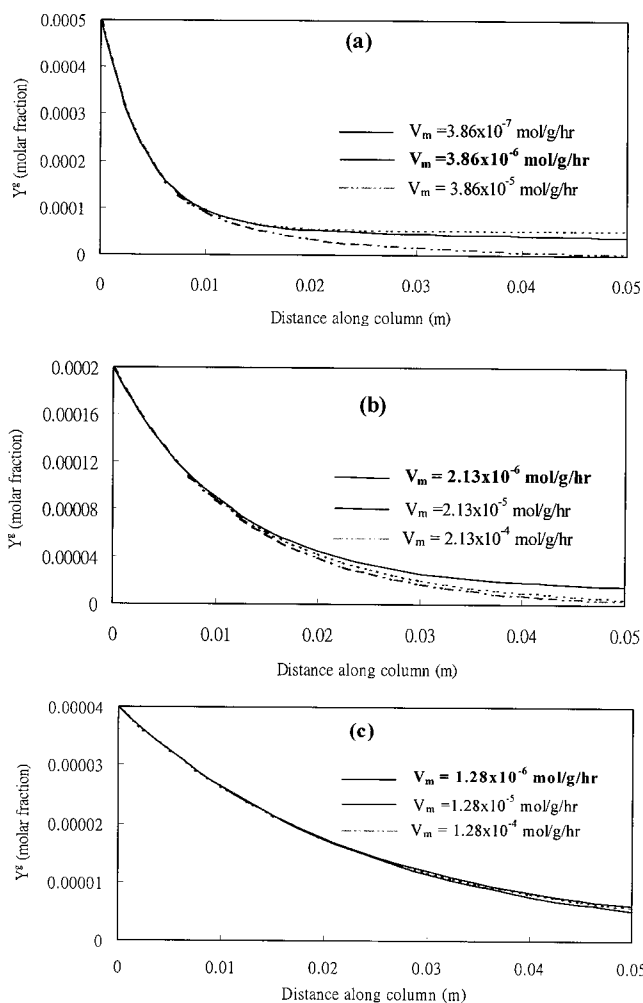 (a)
0.0005
0.0004
0.0003
0.0002
0.0001
0
Yᵍ (molar fraction)
V_m =3.86x10⁻⁷ mol/g/hr
V_m =3.86x10⁻⁶ mol/g/hr
V_m = 3.86x10⁻⁵ mol/g/hr
0 0.01 0.02 0.03 0.04 0.05
Distance along column (m)
(b)
0.0002
0.00016
0.00012
0.00008
0.00004
0
Yᵍ (molar fraction)
V_m = 2.13x10⁻⁶ mol/g/hr
V_m =2.13x10⁻⁵ mol/g/hr
V_m = 2.13x10⁻⁴ mol/g/hr
0 0.01 0.02 0.03 0.04 0.05
Distance along column (m)
(c)
0.00004
0.00003
0.00002
0.00001
0
Yᵍ (molar fraction)
V_m = 1.28x10⁻⁶ mol/g/hr
V_m =1.28x10⁻⁵ mol/g/hr
V_m = 1.28x10⁻⁴ mol/g/hr
0 0.01 0.02 0.03 0.04 0.05
Distance along column (m)